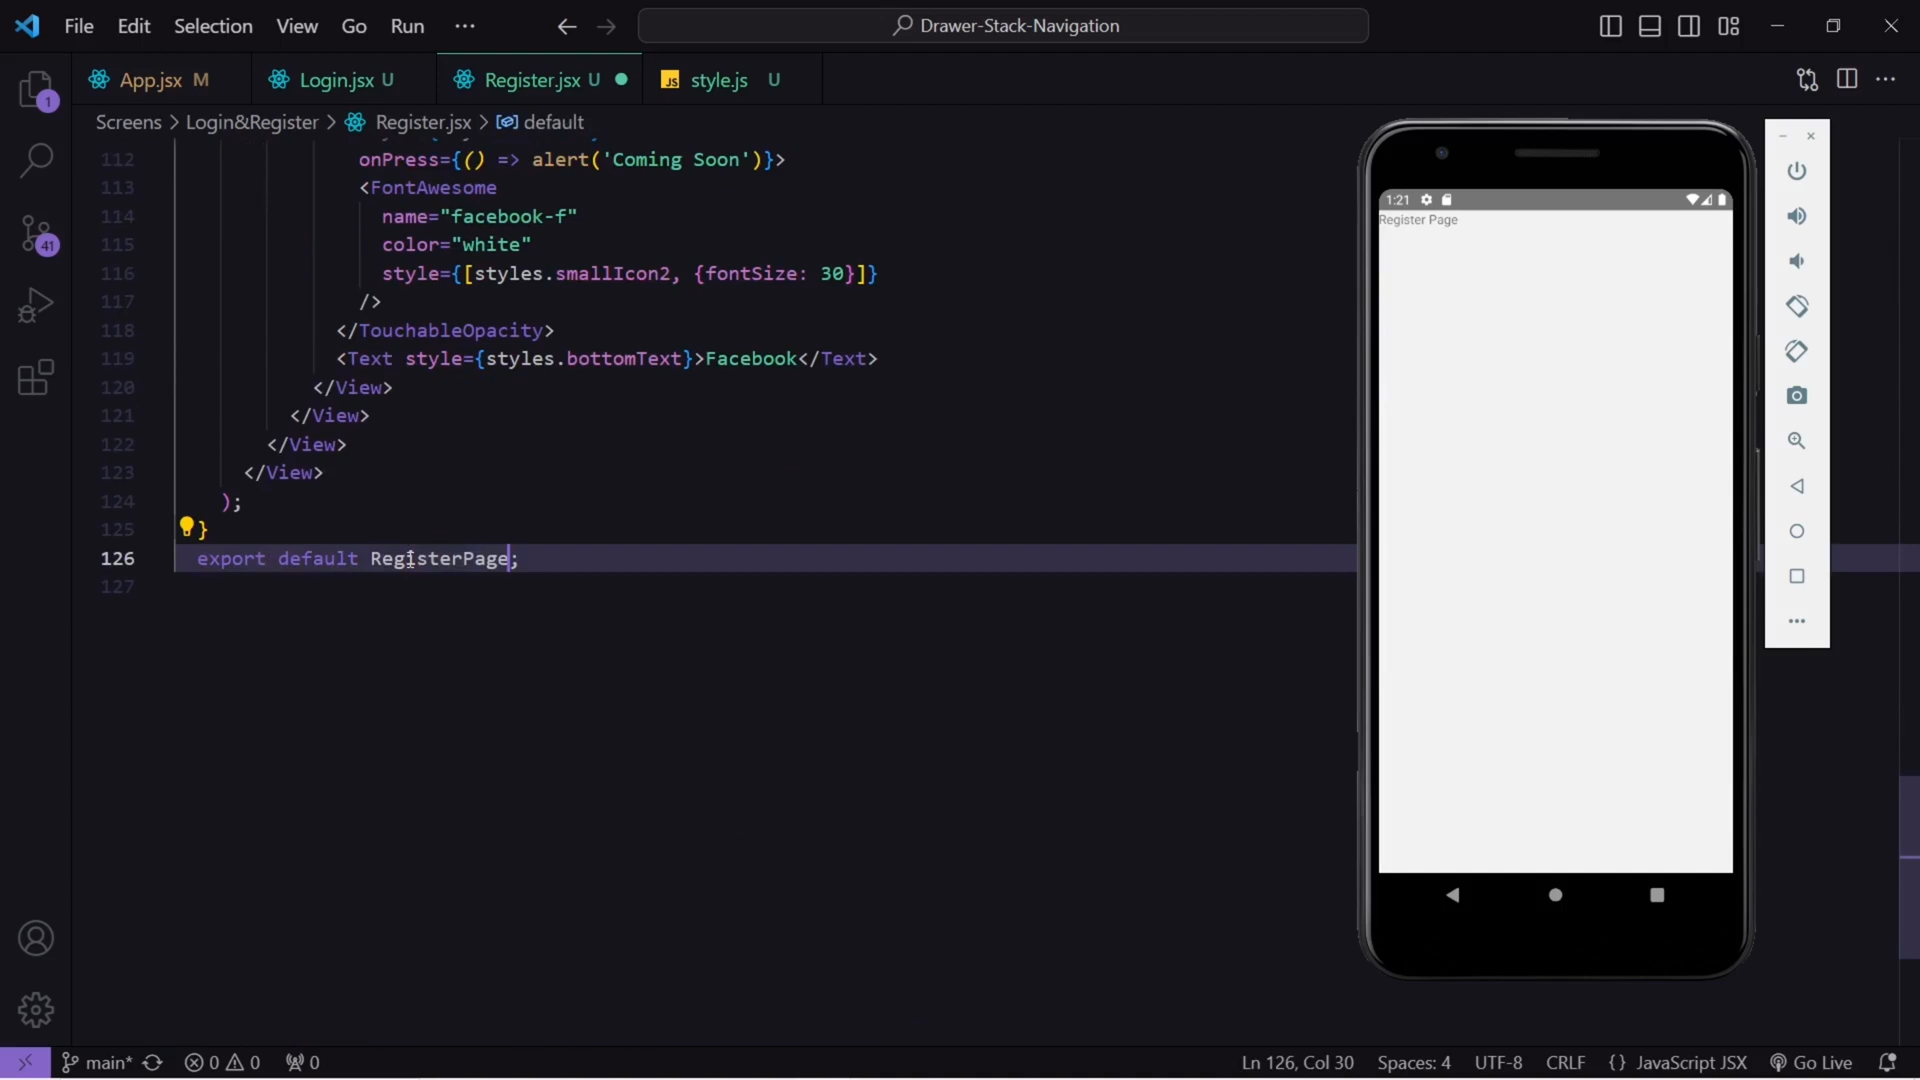 File Edit Selection View Go Run ··· Drawer-Stack-Navigation
1
App.jsx M Login.jsx U Register.jsx U JS style.js U
Screens > Login&Register > Register.jsx > default
112 onPress={() => alert('Coming Soon')}>
113 <FontAwesome
114 name="facebook-f"
115 color="white"
116 style={[styles.smallIcon2, {fontSize: 30}]}
117 />
118 </TouchableOpacity>
119 <Text style={styles.bottomText}>Facebook</Text>
120 </View>
121 </View>
122 </View>
123 </View>
124 );
125 }
126 export default RegisterPage;
127
41
1:21
Register Page
main* 0 0 0 Ln 126, Col 30 Spaces: 4 UTF-8 CRLF {} JavaScript JSX Go Live